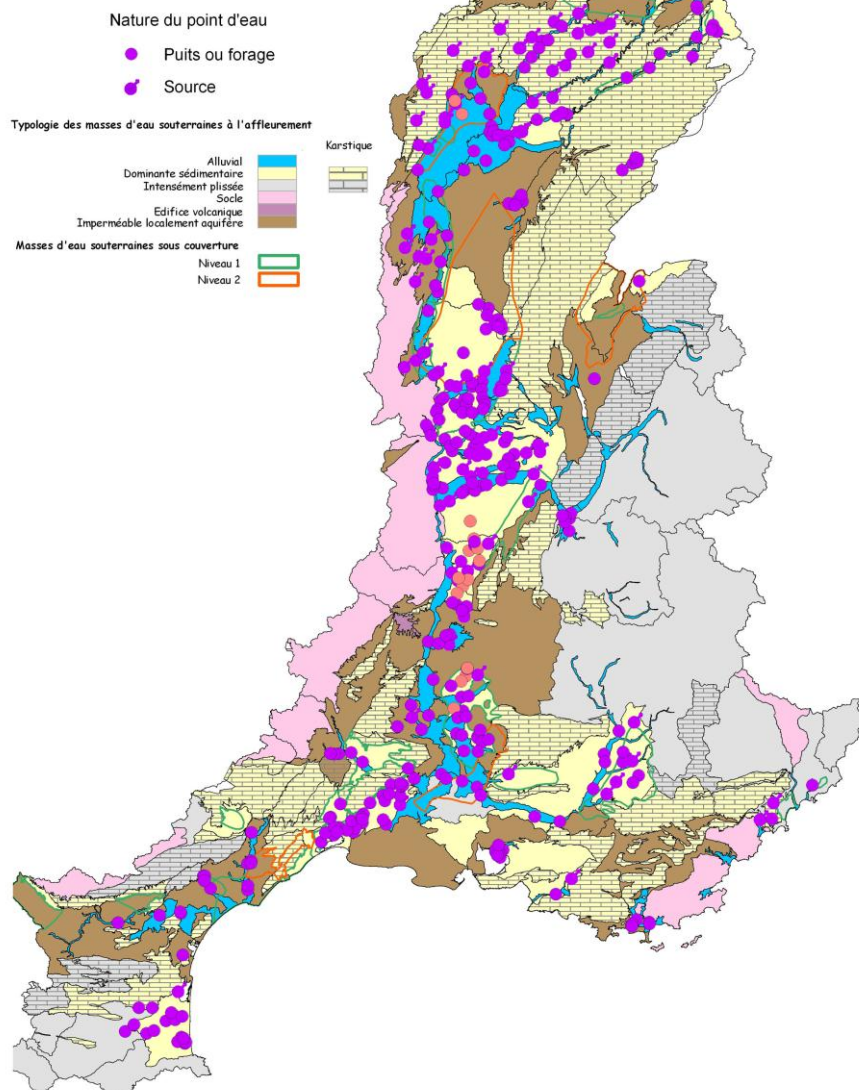 Nature du point d'eau
Puits ou forage
Source
Typologie des masses d'eau souterraines à l'affleurement
Karstique
Alluvial
Dominante sédimentaire
Intensément plissée
Socle
Edifice volcanique
Imperméable localement aquifère
Masses d'eau souterraines sous couverture
Niveau 1
Niveau 2